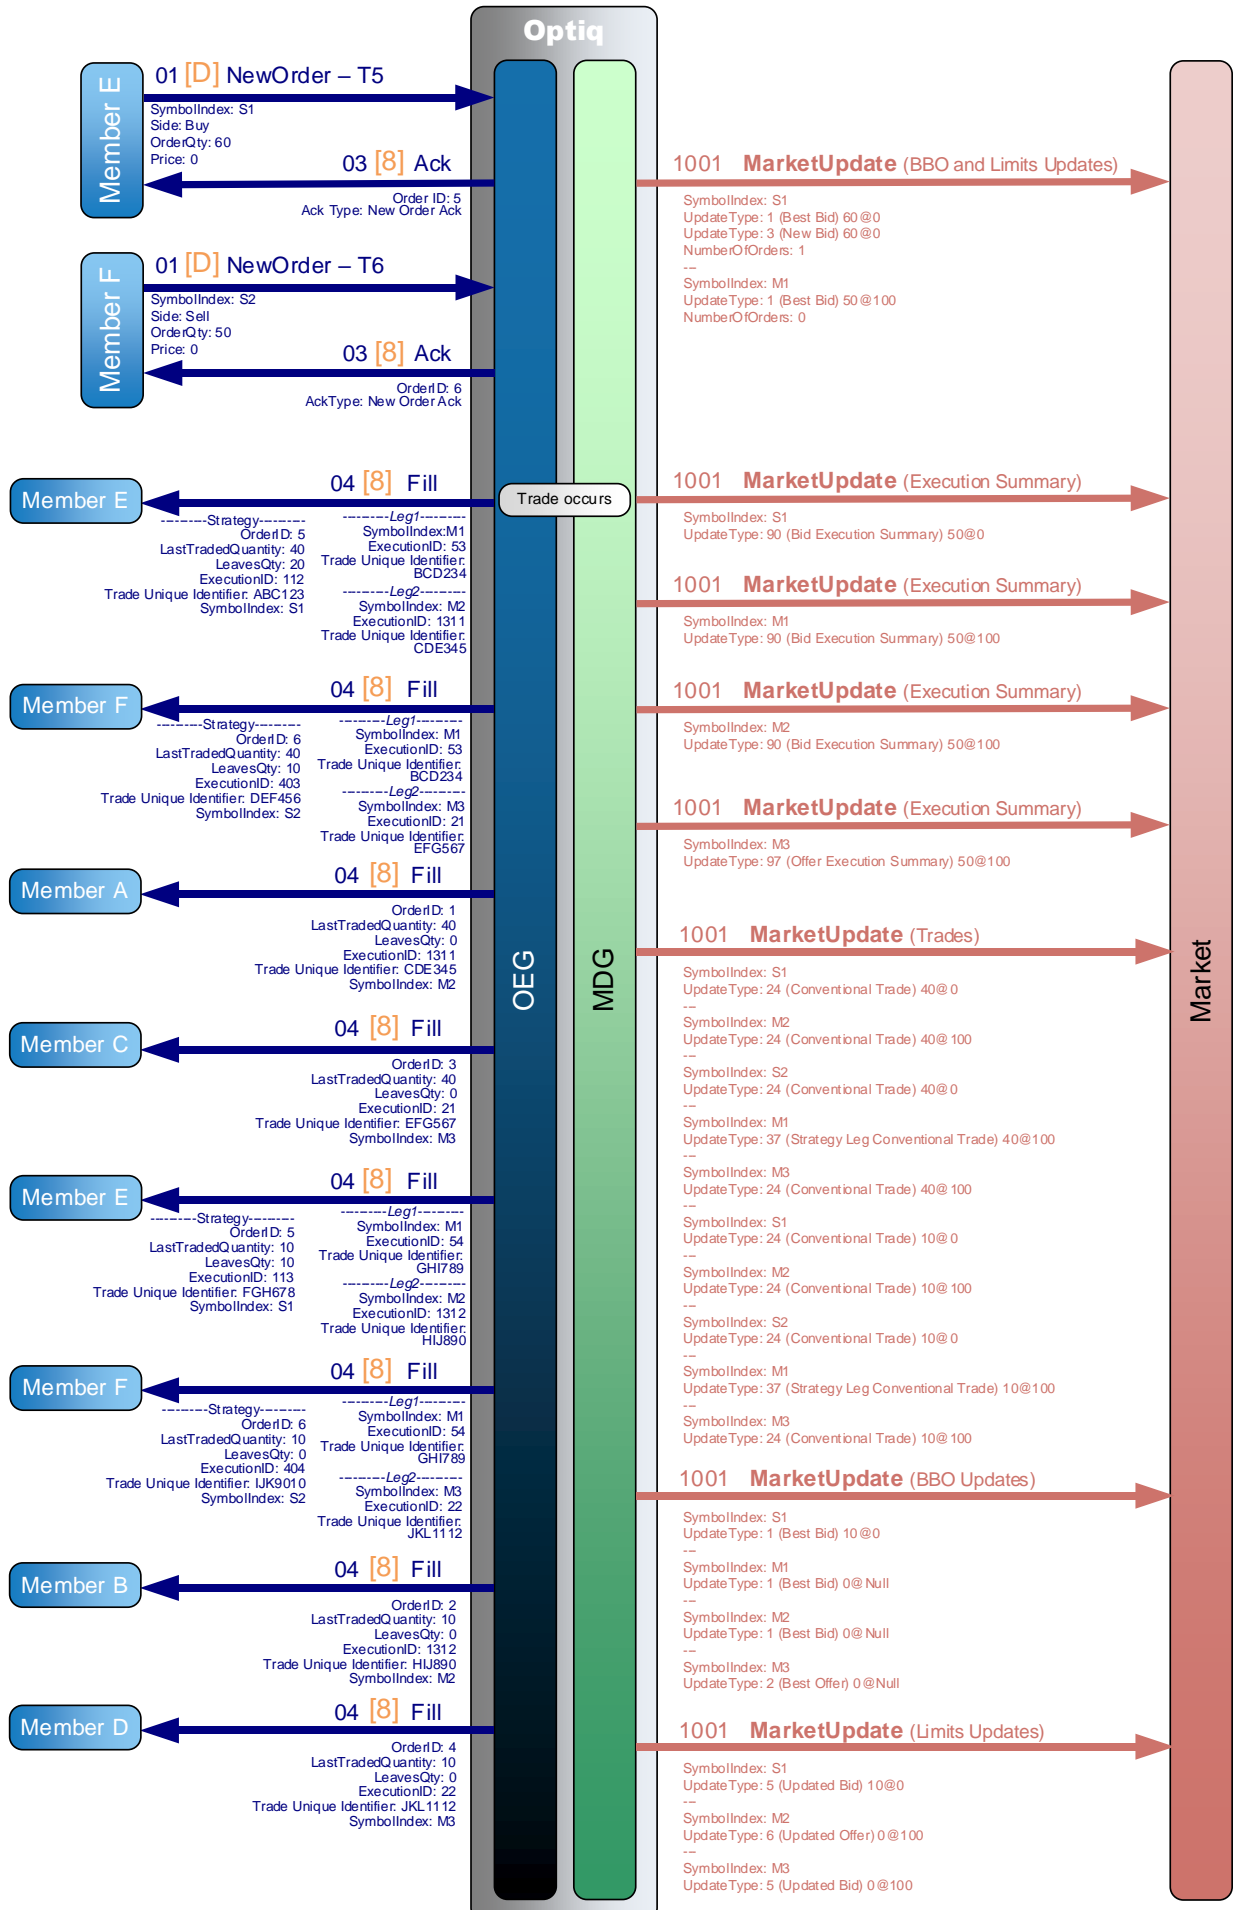 Optiq
Member E
01 [D] NewOrder – T5
SymbolIndex: S1
Side: Buy
OrderQty: 60
Price: 0
03 [8] Ack
Order ID: 5
Ack Type: New Order Ack
Member F
01 [D] NewOrder – T6
SymbolIndex: S2
Side: Sell
OrderQty: 50
Price: 0
03 [8] Ack
OrderID: 6
AckType: New Order Ack
Member E
04 [8] Fill
----------Strategy----------
OrderID: 5
LastTradedQuantity: 40
LeavesQty: 20
ExecutionID: 112
Trade Unique Identifier: ABC123
SymbolIndex: S1
----------Leg1----------
SymbolIndex:M1
ExecutionID: 53
Trade Unique Identifier:
BCD234
----------Leg2----------
SymbolIndex: M2
ExecutionID: 1311
Trade Unique Identifier:
CDE345
Member F
04 [8] Fill
----------Strategy----------
OrderID: 6
LastTradedQuantity: 40
LeavesQty: 10
ExecutionID: 403
Trade Unique Identifier: DEF456
SymbolIndex: S2
----------Leg1----------
SymbolIndex: M1
ExecutionID: 53
Trade Unique Identifier:
BCD234
----------Leg2----------
SymbolIndex: M3
ExecutionID: 21
Trade Unique Identifier:
EFG567
Member A
04 [8] Fill
OrderID: 1
LastTradedQuantity: 40
LeavesQty: 0
ExecutionID: 1311
Trade Unique Identifier: CDE345
SymbolIndex: M2
Member C
04 [8] Fill
OrderID: 3
LastTradedQuantity: 40
LeavesQty: 0
ExecutionID: 21
Trade Unique Identifier: EFG567
SymbolIndex: M3
Member E
04 [8] Fill
----------Strategy----------
OrderID: 5
LastTradedQuantity: 10
LeavesQty: 10
ExecutionID: 113
Trade Unique Identifier: FGH678
SymbolIndex: S1
----------Leg1----------
SymbolIndex: M1
ExecutionID: 54
Trade Unique Identifier:
GHI789
----------Leg2----------
SymbolIndex: M2
ExecutionID: 1312
Trade Unique Identifier:
HIJ890
Member F
04 [8] Fill
----------Strategy----------
OrderID: 6
LastTradedQuantity: 10
LeavesQty: 0
ExecutionID: 404
Trade Unique Identifier: IJK9010
SymbolIndex: S2
----------Leg1----------
SymbolIndex: M1
ExecutionID: 54
Trade Unique Identifier:
GHI789
----------Leg2----------
SymbolIndex: M3
ExecutionID: 22
Trade Unique Identifier:
JKL1112
Member B
04 [8] Fill
OrderID: 2
LastTradedQuantity: 10
LeavesQty: 0
ExecutionID: 1312
Trade Unique Identifier: HIJ890
SymbolIndex: M2
Member D
04 [8] Fill
OrderID: 4
LastTradedQuantity: 10
LeavesQty: 0
ExecutionID: 22
Trade Unique Identifier: JKL1112
SymbolIndex: M3
OEG
MDG
Trade occurs
1001 MarketUpdate (BBO and Limits Updates)
SymbolIndex: S1
UpdateType: 1 (Best Bid) 60@0
UpdateType: 3 (New Bid) 60@0
NumberOfOrders: 1
---
SymbolIndex: M1
UpdateType: 1 (Best Bid) 50@100
NumberOfOrders: 0
1001 MarketUpdate (Execution Summary)
SymbolIndex: S1
UpdateType: 90 (Bid Execution Summary) 50@0
1001 MarketUpdate (Execution Summary)
SymbolIndex: M1
UpdateType: 90 (Bid Execution Summary) 50@100
1001 MarketUpdate (Execution Summary)
SymbolIndex: M2
UpdateType: 90 (Bid Execution Summary) 50@100
1001 MarketUpdate (Execution Summary)
SymbolIndex: M3
UpdateType: 97 (Offer Execution Summary) 50@100
1001 MarketUpdate (Trades)
SymbolIndex: S1
UpdateType: 24 (Conventional Trade) 40@0
---
SymbolIndex: M2
UpdateType: 24 (Conventional Trade) 40@100
---
SymbolIndex: S2
UpdateType: 24 (Conventional Trade) 40@0
---
SymbolIndex: M1
UpdateType: 37 (Strategy Leg Conventional Trade) 40@100
---
SymbolIndex: M3
UpdateType: 24 (Conventional Trade) 40@100
---
SymbolIndex: S1
UpdateType: 24 (Conventional Trade) 10@0
---
SymbolIndex: M2
UpdateType: 24 (Conventional Trade) 10@100
---
SymbolIndex: S2
UpdateType: 24 (Conventional Trade) 10@0
---
SymbolIndex: M1
UpdateType: 37 (Strategy Leg Conventional Trade) 10@100
---
SymbolIndex: M3
UpdateType: 24 (Conventional Trade) 10@100
1001 MarketUpdate (BBO Updates)
SymbolIndex: S1
UpdateType: 1 (Best Bid) 10@0
---
SymbolIndex: M1
UpdateType: 1 (Best Bid) 0@Null
---
SymbolIndex: M2
UpdateType: 1 (Best Bid) 0@Null
---
SymbolIndex: M3
UpdateType: 2 (Best Offer) 0@Null
1001 MarketUpdate (Limits Updates)
SymbolIndex: S1
UpdateType: 5 (Updated Bid) 10@0
---
SymbolIndex: M2
UpdateType: 6 (Updated Offer) 0@100
---
SymbolIndex: M3
UpdateType: 5 (Updated Bid) 0@100
Market